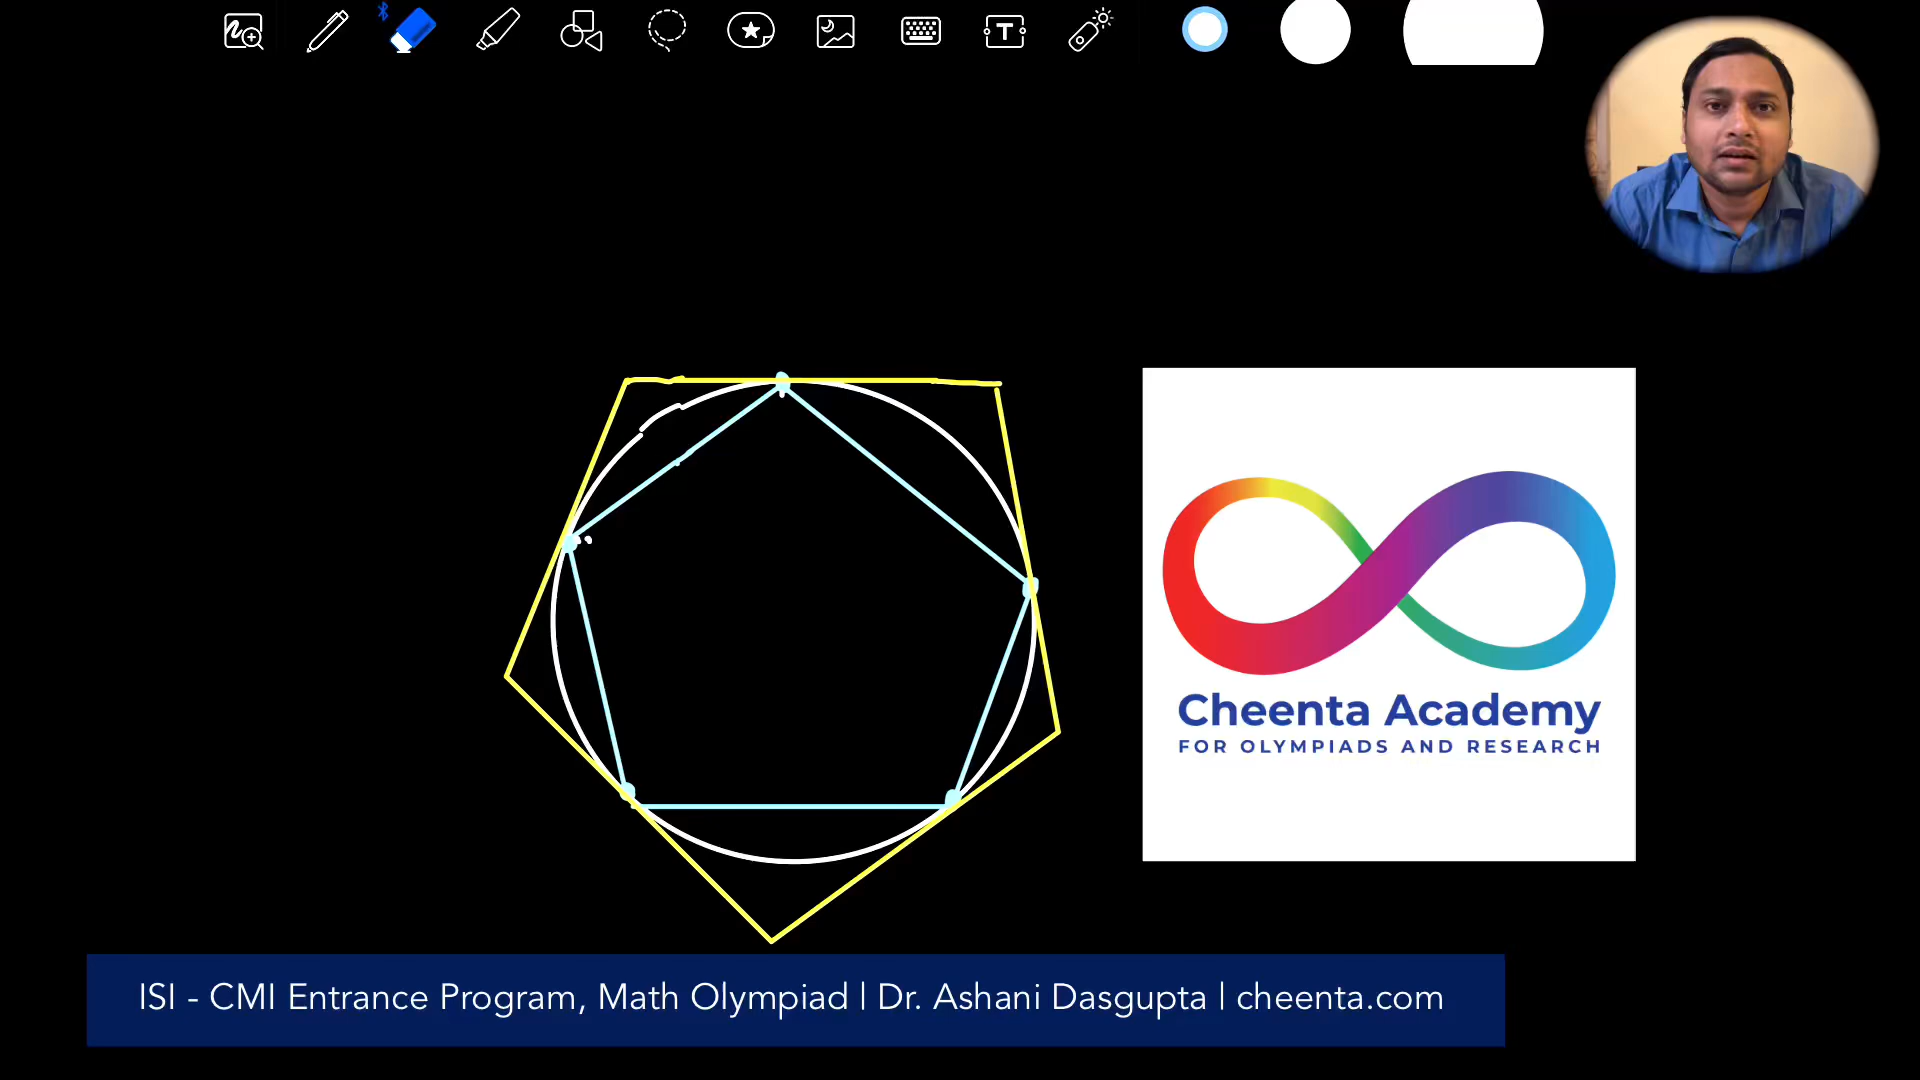 T
Cheenta Academy
FOR OLYMPIADS AND RESEARCH
ISI - CMI Entrance Program, Math Olympiad | Dr. Ashani Dasgupta | cheenta.com